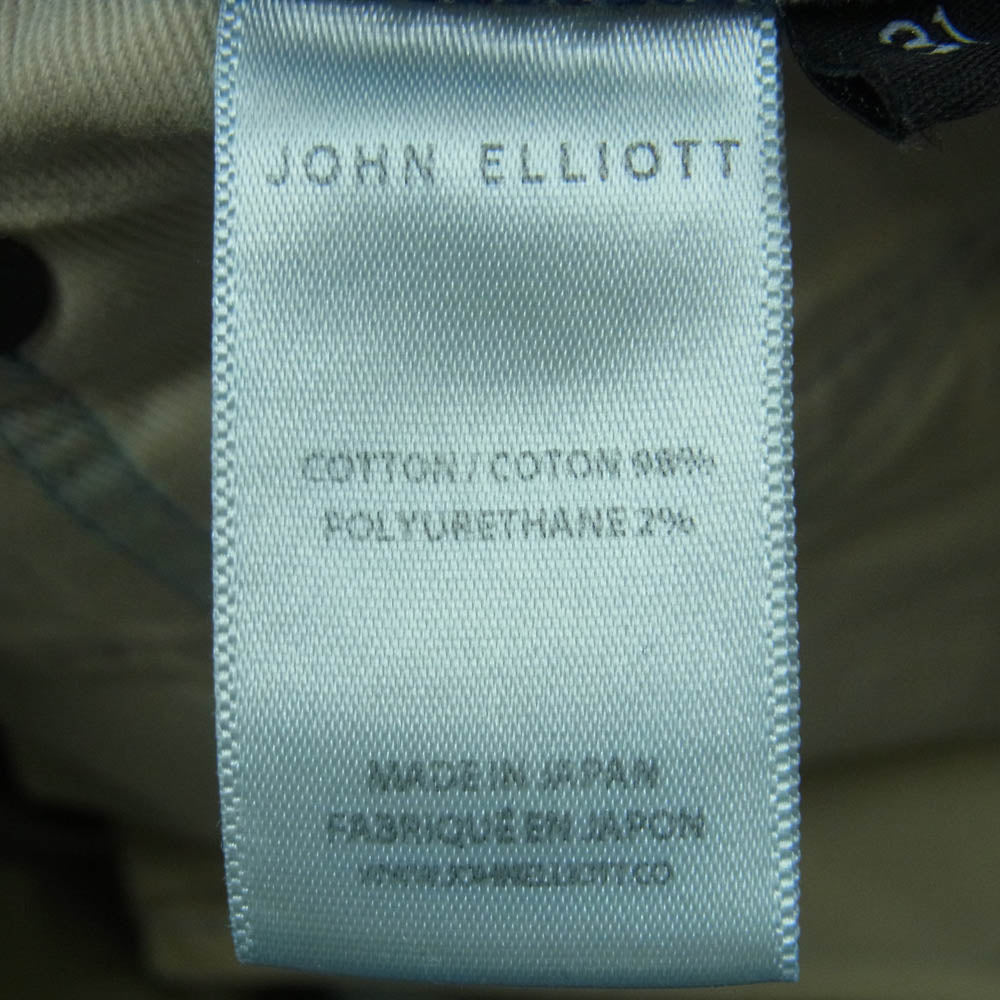 JOHN ELLIOTT
COTTON / COTON 98%
POLYURETHANE 2%
MADE IN JAPAN
FABRIQUÉ EN JAPON
WWW.JOHNELLIOTT.CO